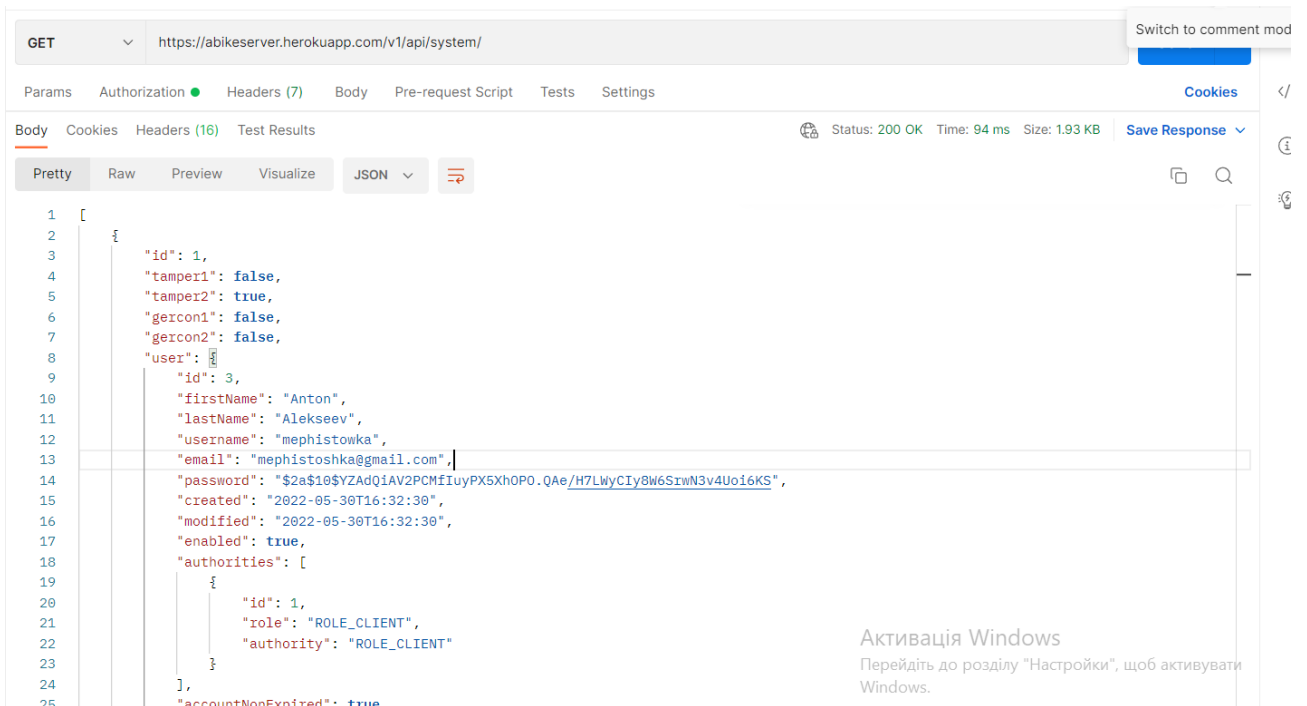 Switch to comment mod
GET https://abikeserver.herokuapp.com/v1/api/system/
Params Authorization Headers (7) Body Pre-request Script Tests Settings Cookies
Body Cookies Headers (16) Test Results Status: 200 OK Time: 94 ms Size: 1.93 KB Save Response
Pretty Raw Preview Visualize JSON
1 [
2 {
3 "id": 1,
4 "tamper1": false,
5 "tamper2": true,
6 "gercon1": false,
7 "gercon2": false,
8 "user": {
9 "id": 3,
10 "firstName": "Anton",
11 "lastName": "Alekseev",
12 "username": "mephistowka",
13 "email": "mephistoshka@gmail.com",
14 "password": "$2a$10$YZAdQiAV2PCMfIuyPX5XhOPO.QAe/H7LWyCIy8W6SrwN3v4Uoi6KS",
15 "created": "2022-05-30T16:32:30",
16 "modified": "2022-05-30T16:32:30",
17 "enabled": true,
18 "authorities": [
19 {
20 "id": 1,
21 "role": "ROLE_CLIENT",
22 "authority": "ROLE_CLIENT"
23 }
24 ],
25 "accountNonExpired": true
Активація Windows
Перейдіть до розділу "Настройки", щоб активувати
Windows.